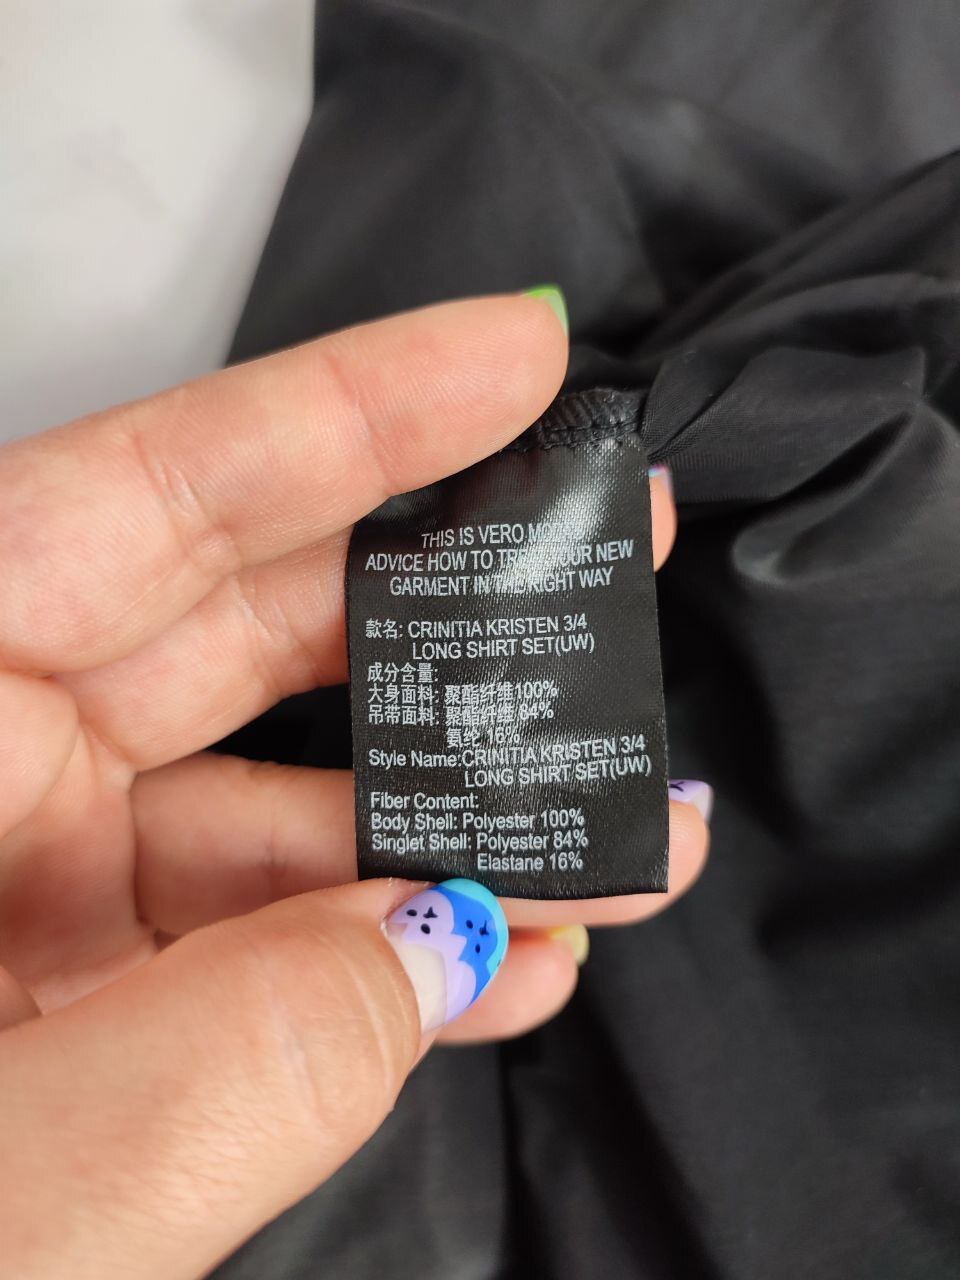 THIS IS VERO
ADVICE HOW TO TREAT YOUR NEW
GARMENT IN THE RIGHT WAY
款名: CRINITIA KRISTEN 3/4
LONG SHIRT SET(UW)
成分含量:
大身面料: 聚酯纤维100%
吊带面料: 聚酯纤维 84%
氨纶 16%
Style Name:CRINITIA KRISTEN 3/4
LONG SHIRT SET(UW)
Fiber Content:
Body Shell: Polyester 100%
Singlet Shell: Polyester 84%
Elastane 16%